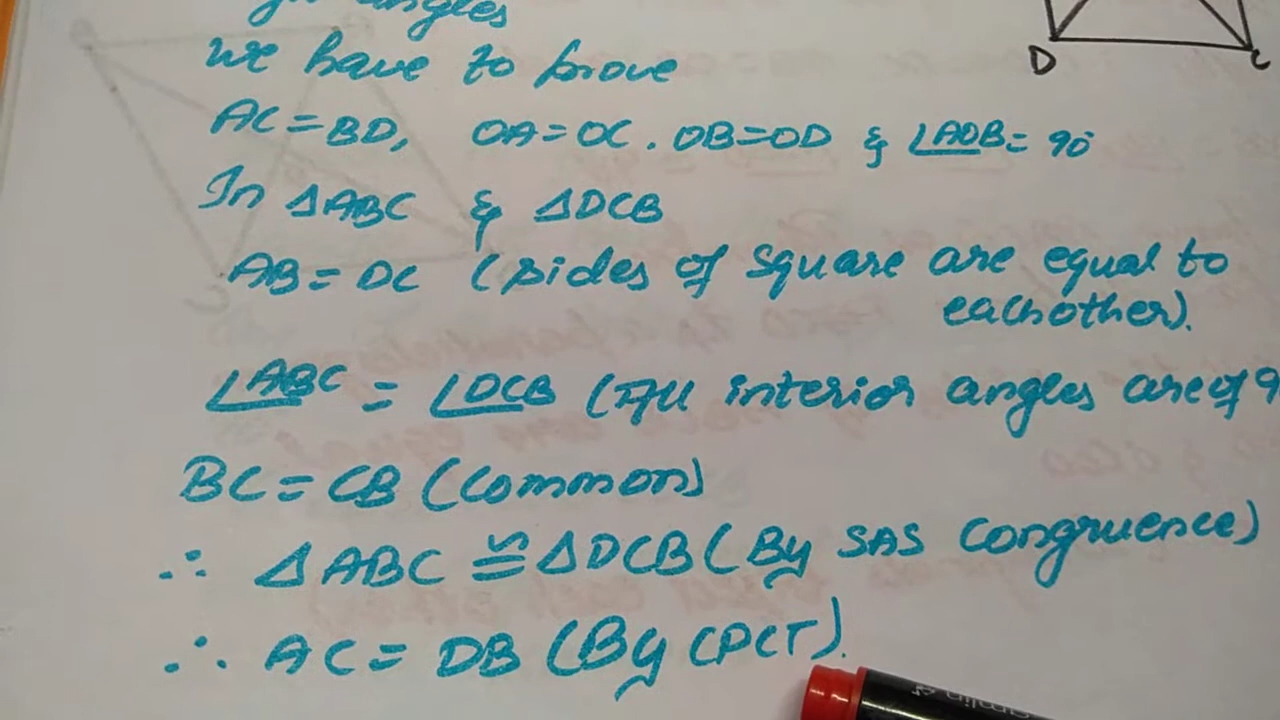 angles
D C
we have to prove
AC=BD, OA=OC. OB=OD & ∠AOB= 90°
In ΔABC & ΔDCB
AB=DC (sides of square are equal to
eachother).
∠ABC = ∠DCB (All interior angles are of 9
BC=CB (Common)
∴ ΔABC ≅ ΔDCB (By SAS Congruence)
∴ AC= DB (By CPCT).